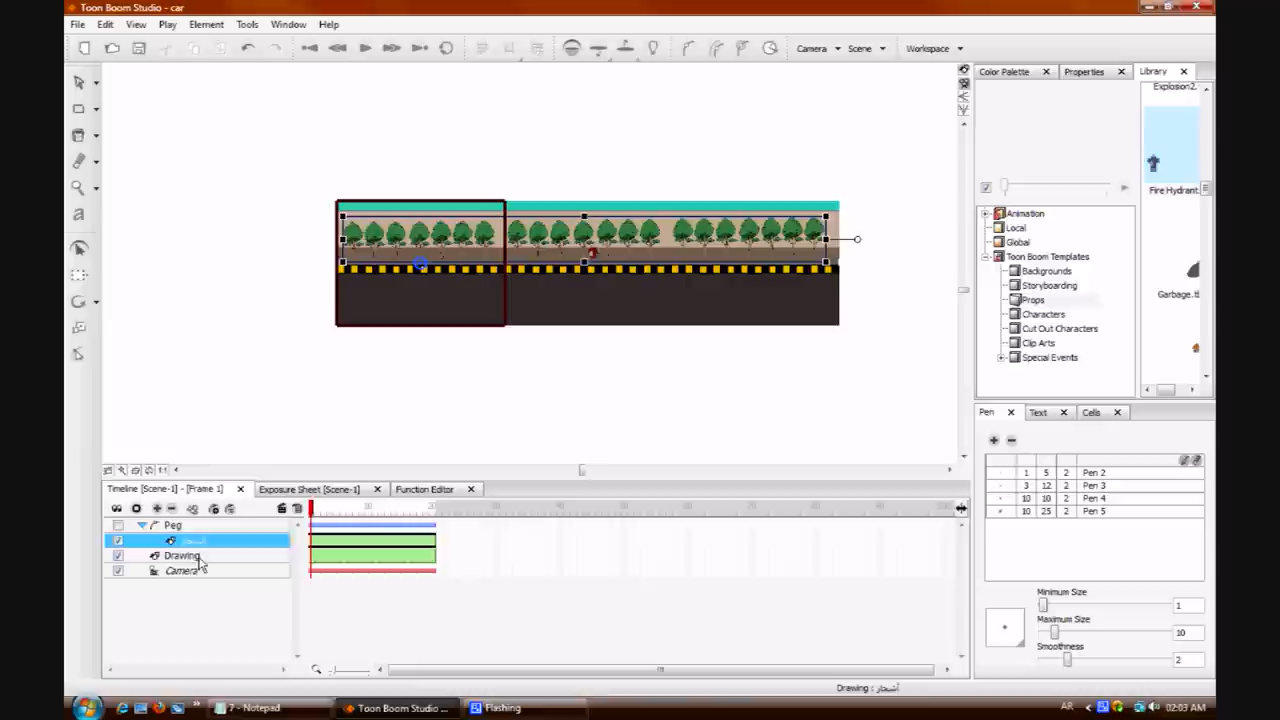 Toon Boom Studio - car
File Edit View Play Element Tools Window Help
Camera Scene Workspace
Color Palette Properties Library
Explosion2.
Fire Hydrant.
Animation
Local
Global
Toon Boom Templates
Backgrounds
Storyboarding
Props
Characters
Cut Out Characters
Clip Arts
Special Events
Garbage.t
Pen Text Cells
1 5 2 Pen 2
3 12 2 Pen 3
10 10 2 Pen 4
10 25 2 Pen 5
Minimum Size
1
Maximum Size
10
Smoothness
2
Timeline [Scene-1] - [Frame 1] Exposure Sheet [Scene-1] Function Editor
Peg
أشجار
Drawing
Camera
Drawing : أشجار
7 - Notepad Toon Boom Studio ... Flashing AR 02:03 AM